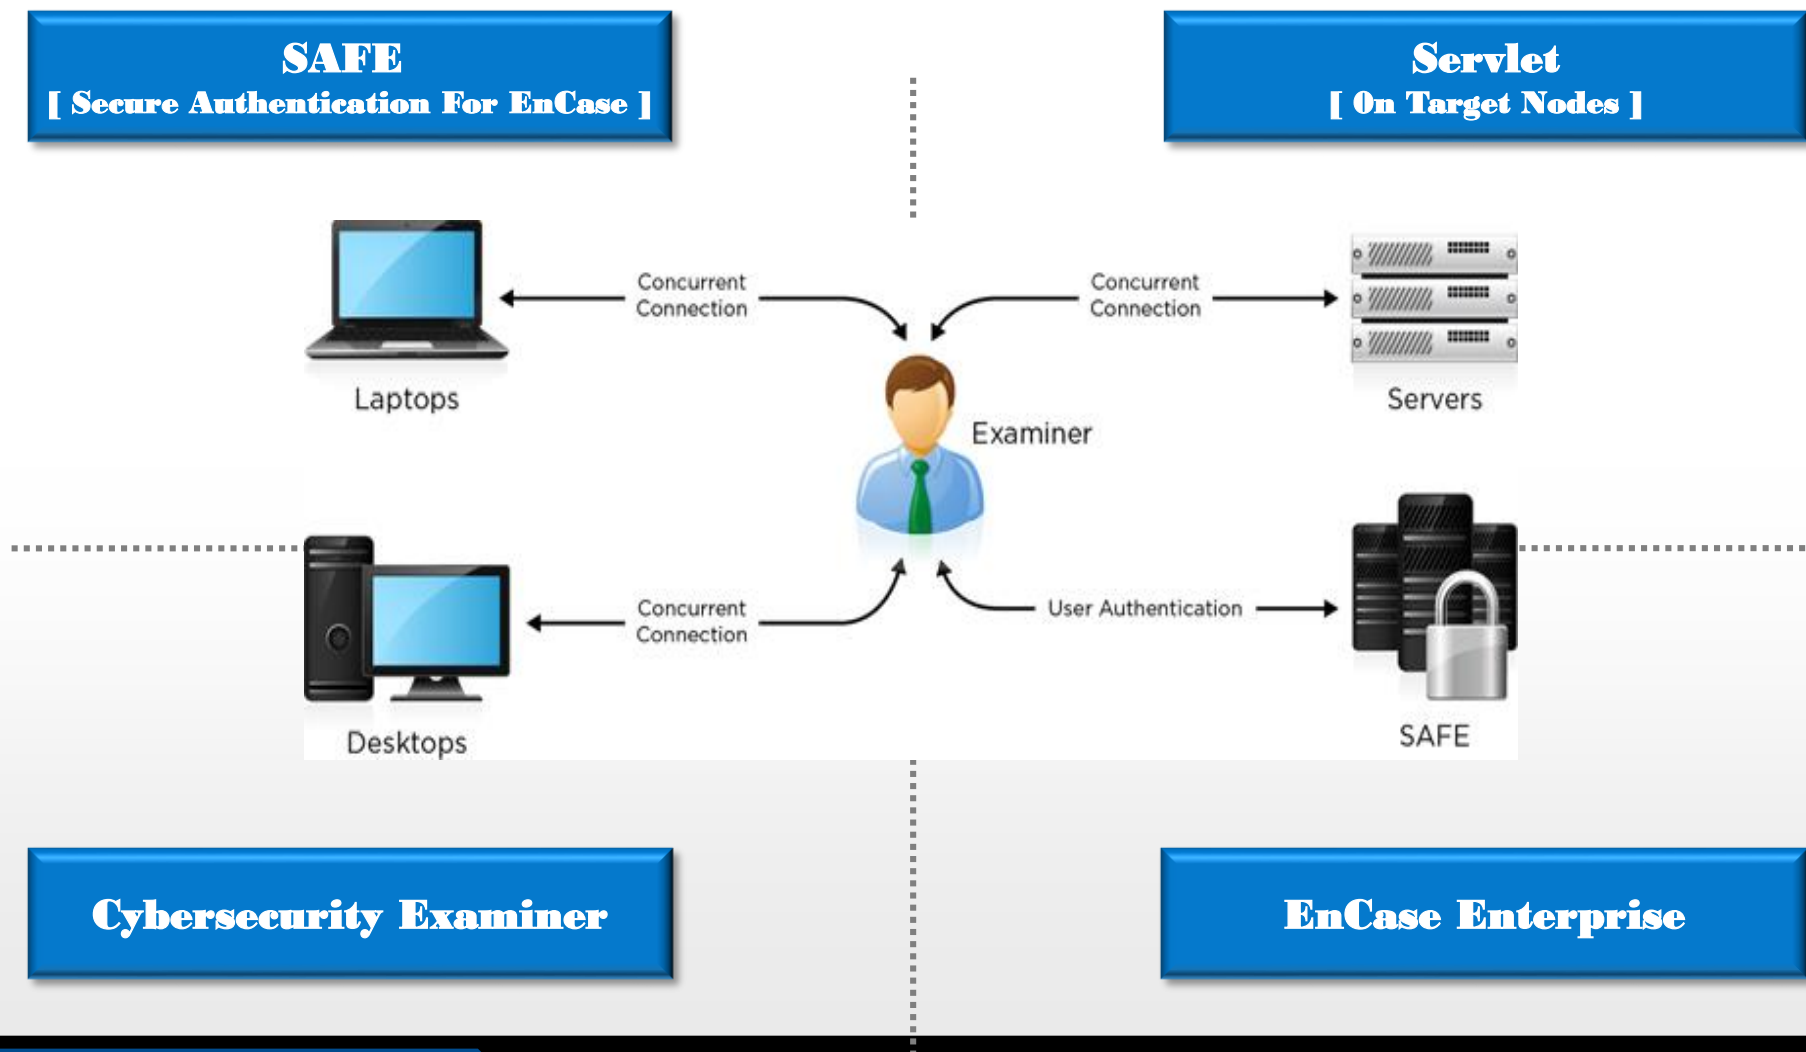 SAFE
[ Secure Authentication For EnCase ]
Servlet
[ On Target Nodes ]
Concurrent
Connection
Concurrent
Connection
Laptops
Servers
Examiner
Concurrent
Connection
User Authentication
Desktops
SAFE
Cybersecurity Examiner
EnCase Enterprise